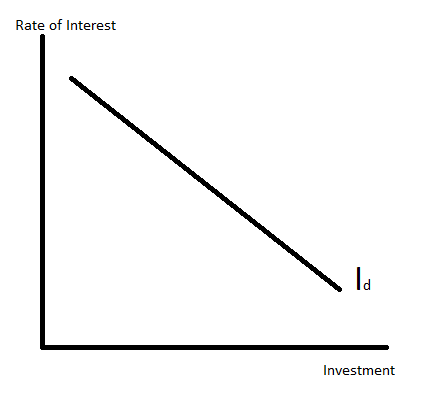 Rate of Interest
Id
Investment